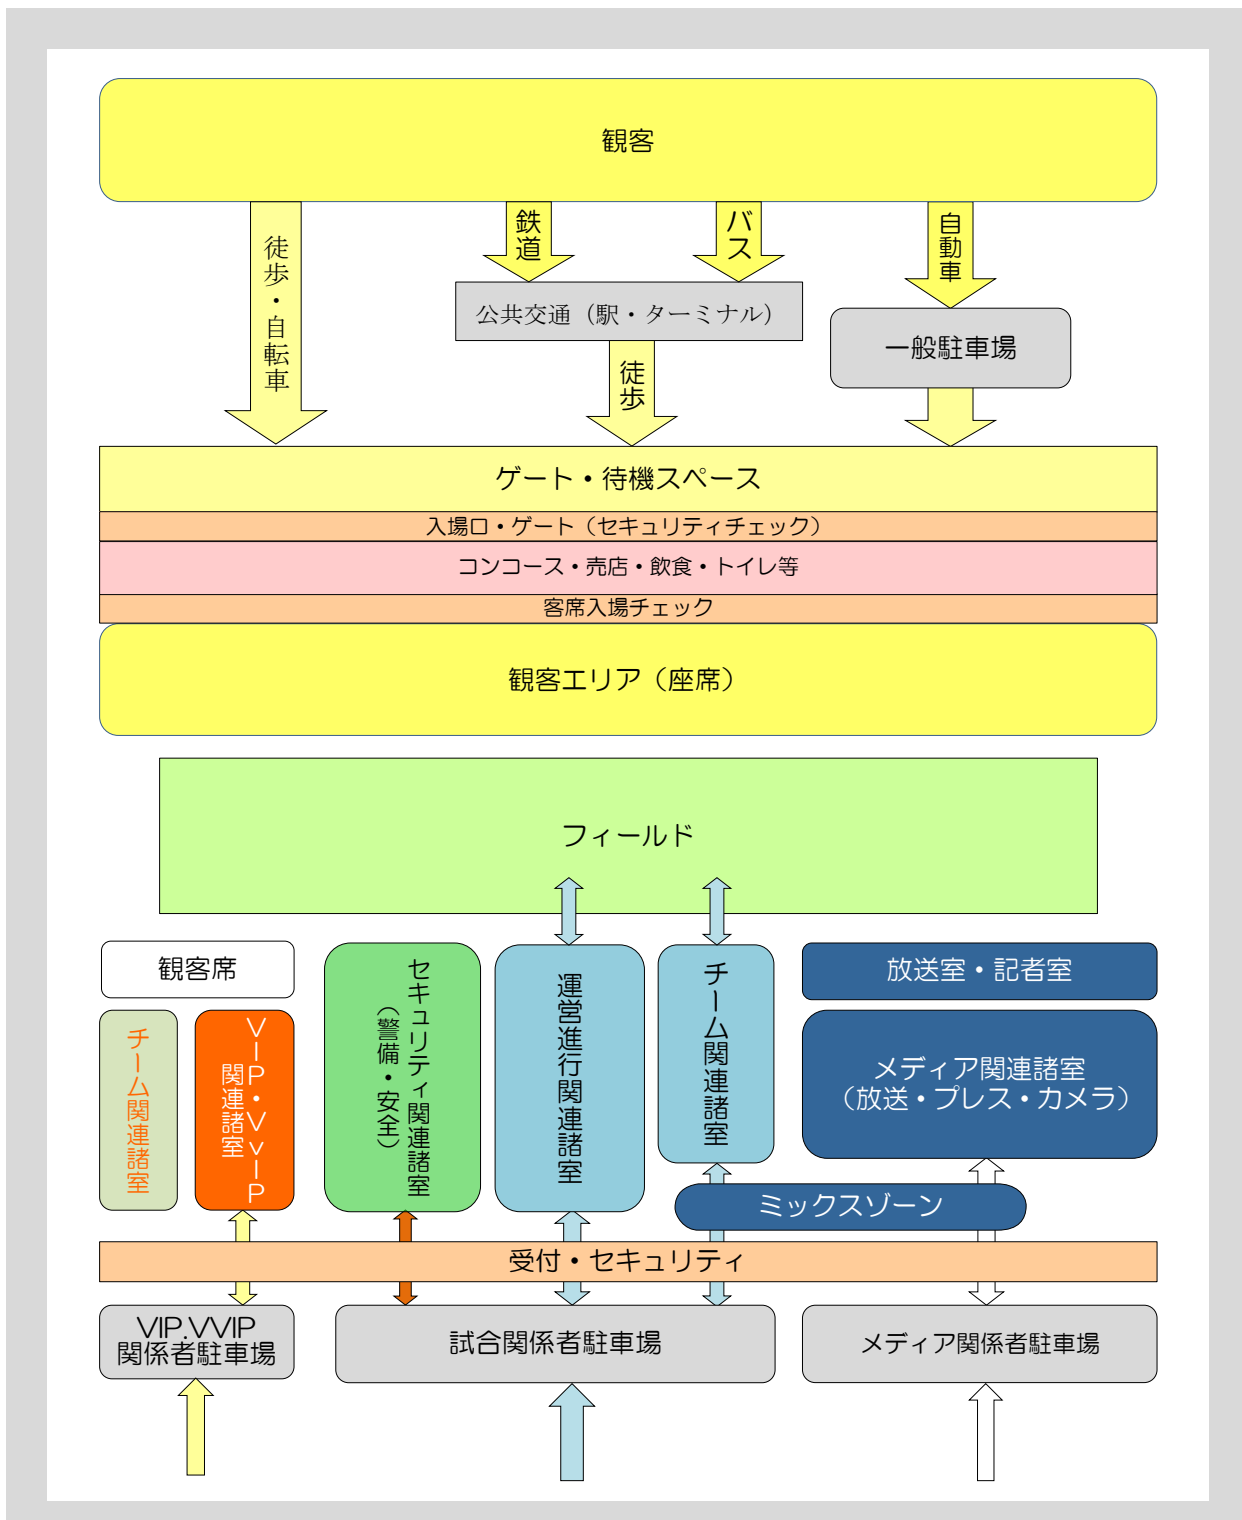 観客
徒歩・自転車
鉄道
バス
自動車
公共交通（駅・ターミナル）
一般駐車場
徒歩
ゲート・待機スペース
入場口・ゲート（セキュリティチェック）
コンコース・売店・飲食・トイレ等
客席入場チェック
観客エリア（座席）
フィールド
観客席
チーム関連諸室
VIP・VvIP
関連諸室
セキュリティ関連諸室
（警備・安全）
運営進行関連諸室
チーム関連諸室
放送室・記者室
メディア関連諸室
（放送・プレス・カメラ）
ミックスゾーン
受付・セキュリティ
VIP.VVIP
関係者駐車場
試合関係者駐車場
メディア関係者駐車場